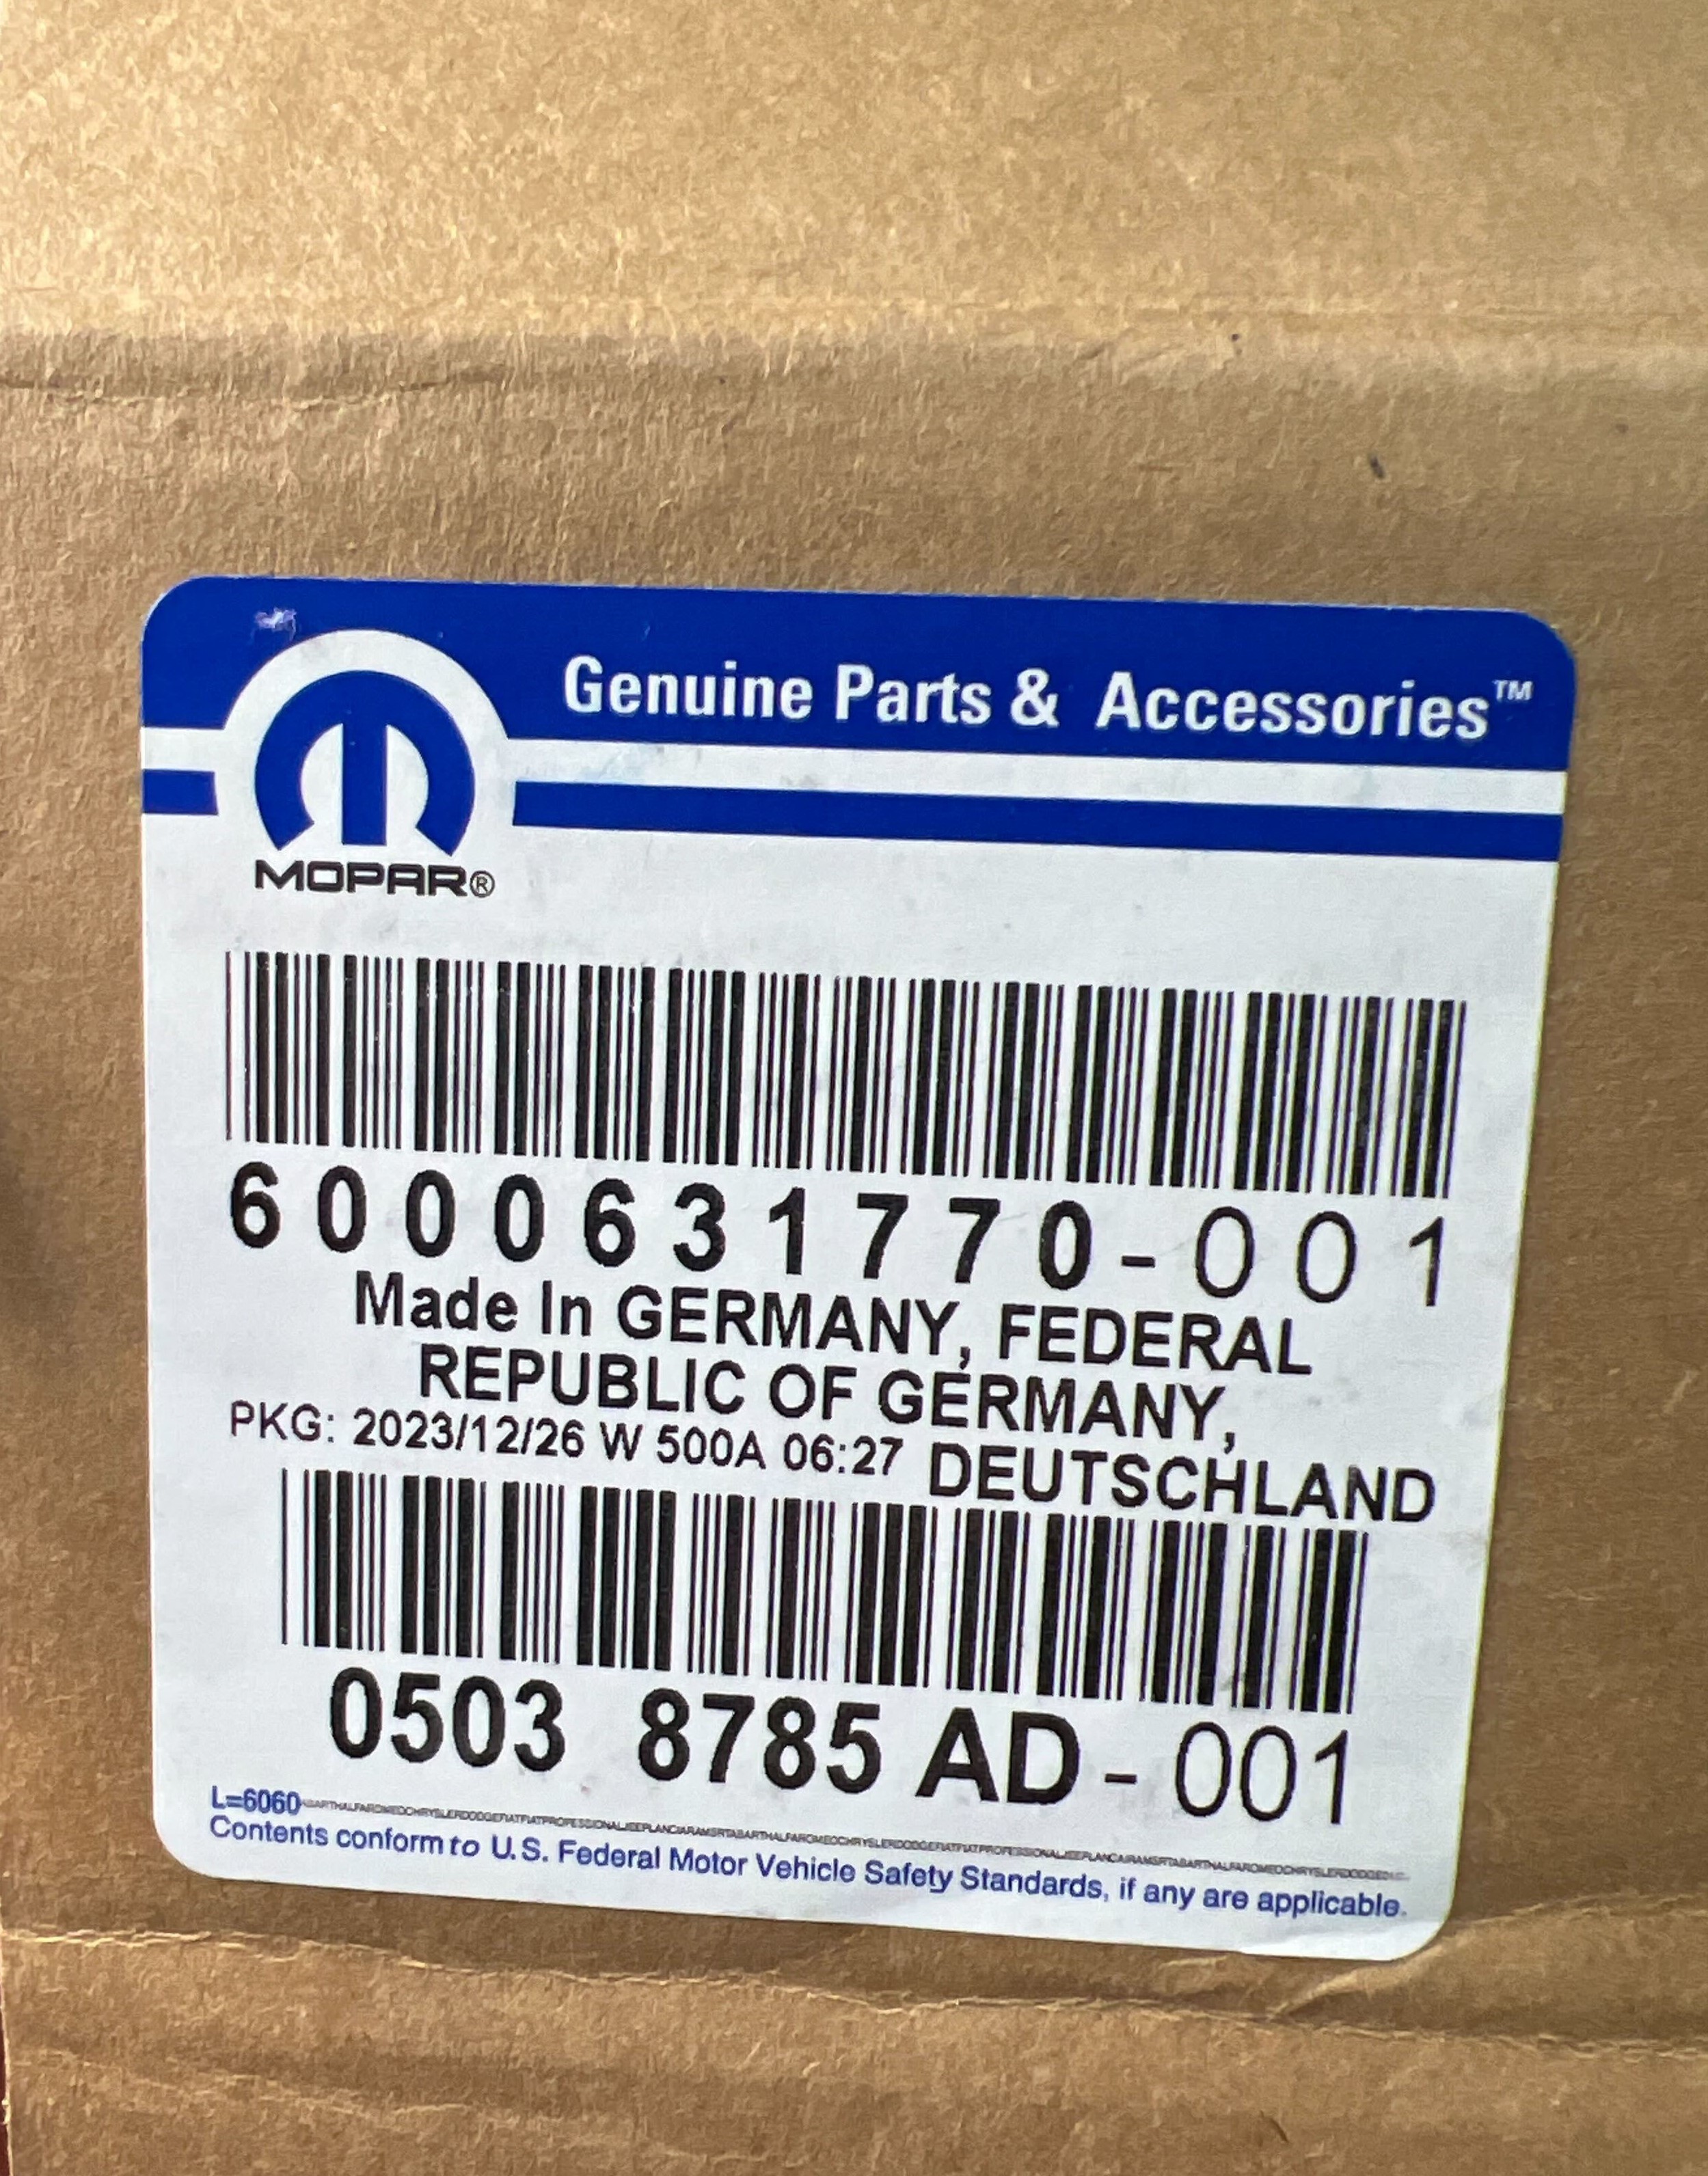 Genuine Parts & Accessories™
MOPAR®
6000631770-001
Made In GERMANY, FEDERAL
REPUBLIC OF GERMANY,
PKG: 2023/12/26 W 500A 06:27 DEUTSCHLAND
0503 8785 AD-001
L=6060
Contents conform to U.S. Federal Motor Vehicle Safety Standards, if any are applicable.